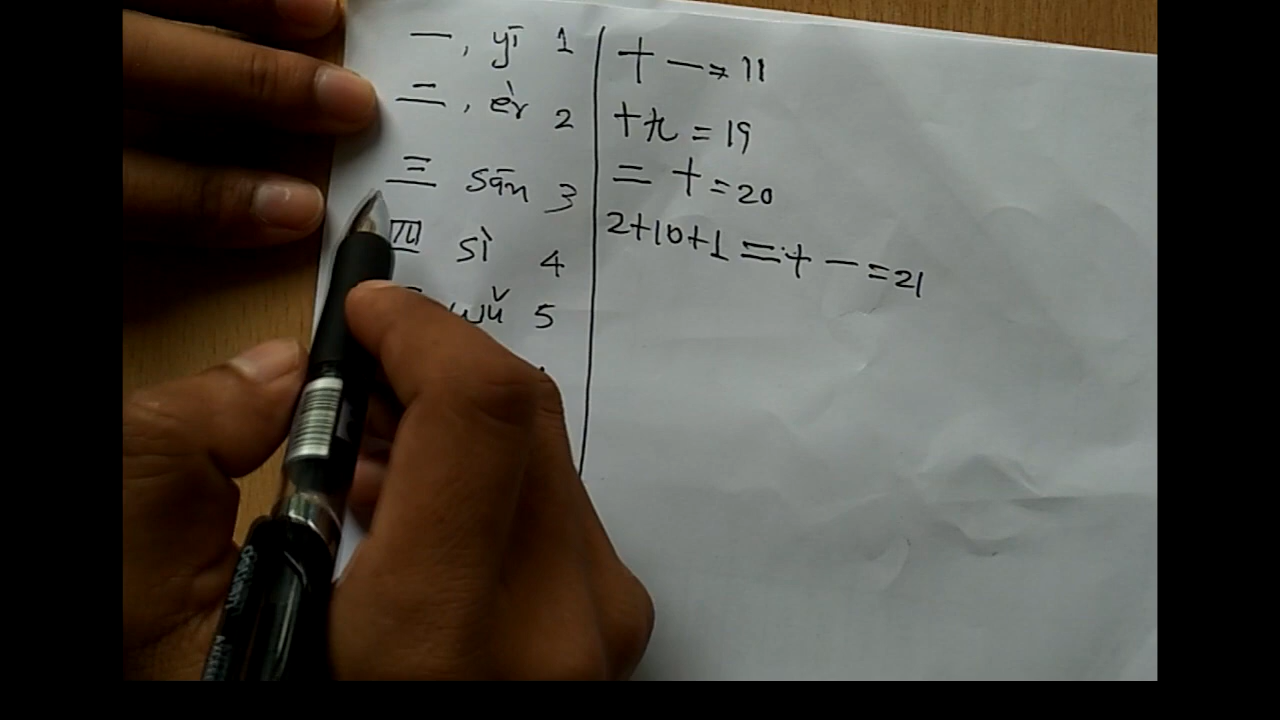 一, yī 1
二, èr 2
三 sān 3
四 sì 4
wǔ 5
十一=11
十九=19
二十=20
2+10+1 二十一=21